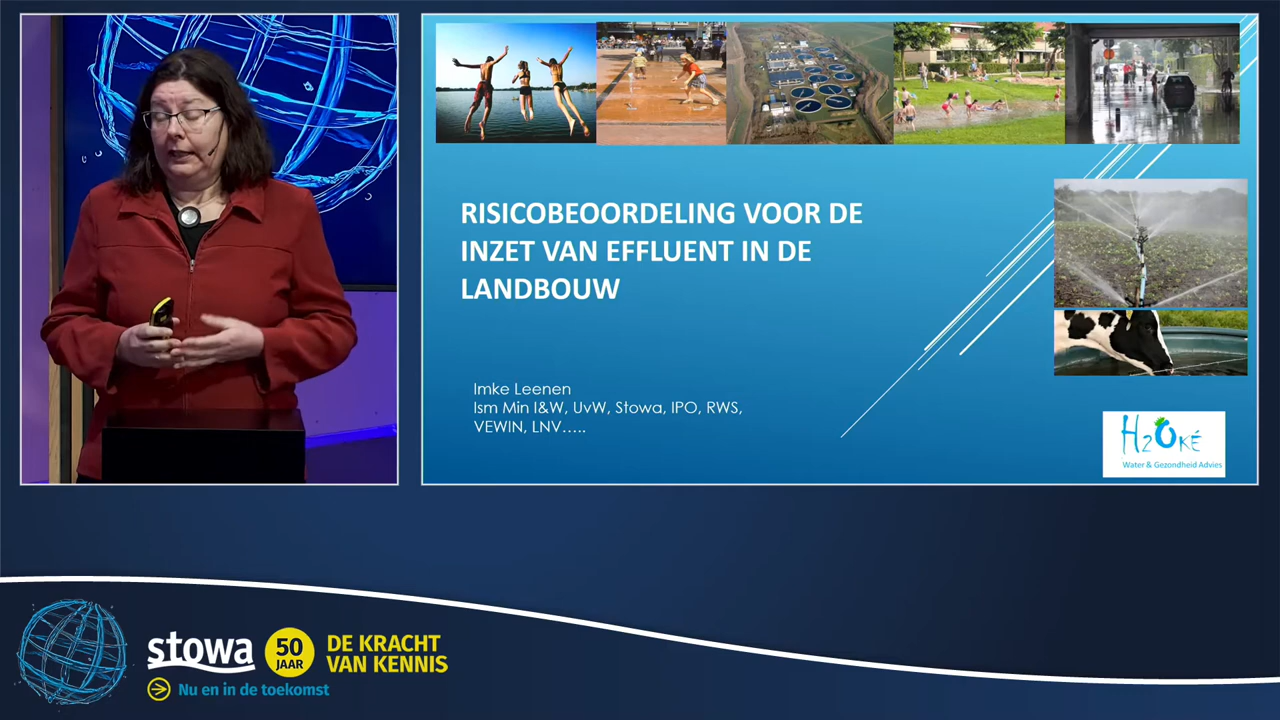 RISICOBEOORDELING VOOR DE
INZET VAN EFFLUENT IN DE
LANDBOUW
Imke Leenen
Ism Min I&W, UvW, Stowa, IPO, RWS,
VEWIN, LNV.....
H2OKÉ
Water & Gezondheid Advies
stowa
50
JAAR
DE KRACHT
VAN KENNIS
Nu en in de toekomst